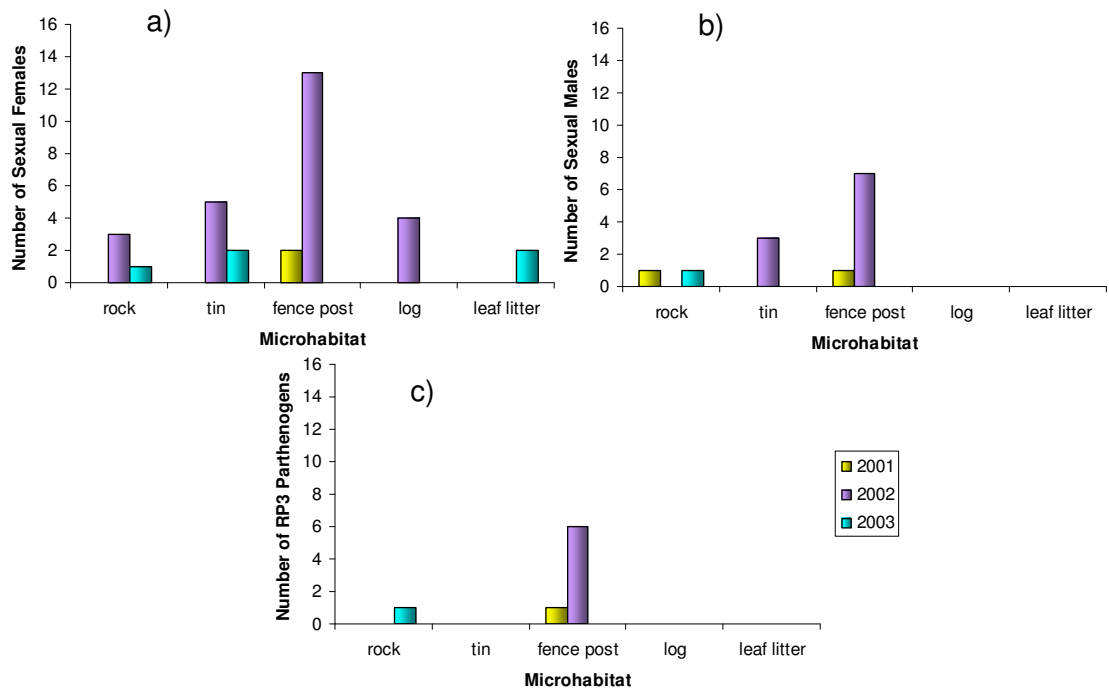 a)
Number of Sexual Females
16
14
12
10
8
6
4
2
0
rock tin fence post log leaf litter
Microhabitat
b)
Number of Sexual Males
16
14
12
10
8
6
4
2
0
rock tin fence post log leaf litter
Microhabitat
c)
Number of RP3 Parthenogens
16
14
12
10
8
6
4
2
0
rock tin fence post log leaf litter
Microhabitat
2001
2002
2003